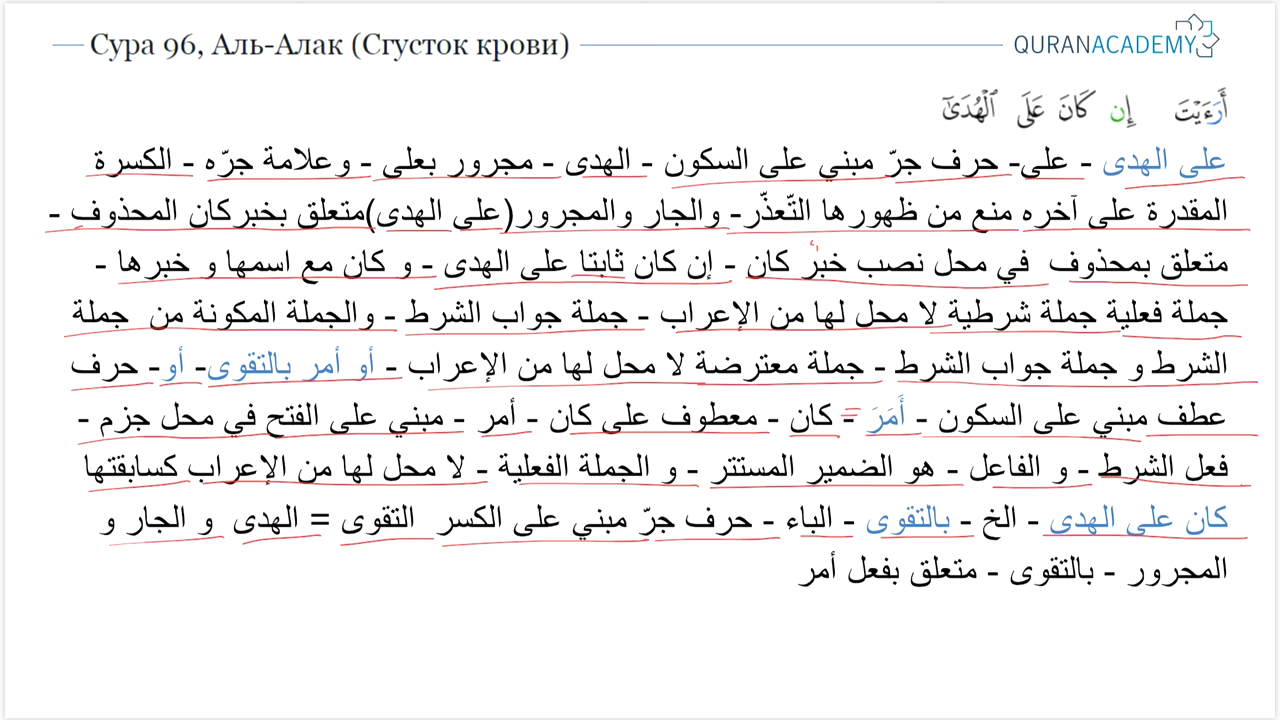 Сура 96, Аль-Алак (Сгусток крови)
QURANACADEMY
أَرَءَيْتَ إِن كَانَ عَلَى ٱلْهُدَىٰٓ
على الهدى - على- حرف جرّ مبني على السكون - الهدى - مجرور بعلى - وعلامة جرّه - الكسرة
المقدرة على آخره منع من ظهورها التّعذّر- والجار والمجرور(على الهدى)متعلق بخبركان المحذوف -
متعلق بمحذوف في محل نصب خبرُ كان - إن كان ثابتا على الهدى - و كان مع اسمها و خبرها -
جملة فعلية جملة شرطية لا محل لها من الإعراب - جملة جواب الشرط - والجملة المكونة من جملة
الشرط و جملة جواب الشرط - جملة معترضة لا محل لها من الإعراب - أو أمر بالتقوى- أو- حرف
عطف مبني على السكون - أَمَرَ = كان - معطوف على كان - أمر - مبني على الفتح في محل جزم -
فعل الشرط - و الفاعل - هو الضمير المستتر - و الجملة الفعلية - لا محل لها من الإعراب كسابقتها
كان على الهدى - الخ - بالتقوى - الباء - حرف جرّ مبني على الكسر التقوى = الهدى و الجار و
المجرور - بالتقوى - متعلق بفعل أمر